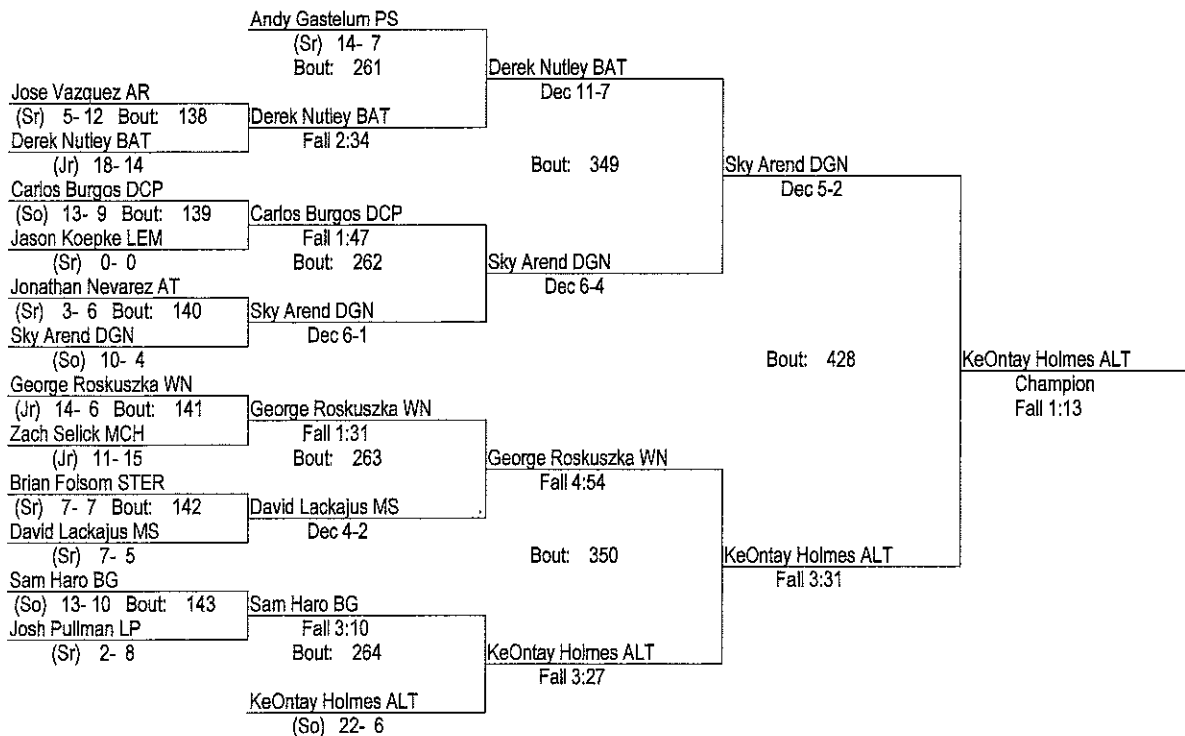 Andy Gastelum PS
(Sr) 14- 7
Bout: 261
Derek Nutley BAT
Dec 11-7
Jose Vazquez AR
(Sr) 5- 12 Bout: 138
Derek Nutley BAT
Fall 2:34
Derek Nutley BAT
(Jr) 18- 14
Bout: 349
Sky Arend DGN
Dec 5-2
Carlos Burgos DCP
(So) 13- 9 Bout: 139
Carlos Burgos DCP
Fall 1:47
Jason Koepke LEM
(Sr) 0- 0
Bout: 262
Sky Arend DGN
Dec 6-4
Jonathan Nevarez AT
(Sr) 3- 6 Bout: 140
Sky Arend DGN
Dec 6-1
Sky Arend DGN
(So) 10- 4
Bout: 428
KeOntay Holmes ALT
Champion
Fall 1:13
George Roskuszka WN
(Jr) 14- 6 Bout: 141
George Roskuszka WN
Fall 1:31
Zach Selick MCH
(Jr) 11- 15
Bout: 263
George Roskuszka WN
Fall 4:54
Brian Folsom STER
(Sr) 7- 7 Bout: 142
David Lackajus MS
Dec 4-2
David Lackajus MS
(Sr) 7- 5
Bout: 350
KeOntay Holmes ALT
Fall 3:31
Sam Haro BG
(So) 13- 10 Bout: 143
Sam Haro BG
Fall 3:10
Josh Pullman LP
(Sr) 2- 8
Bout: 264
KeOntay Holmes ALT
Fall 3:27
KeOntay Holmes ALT
(So) 22- 6